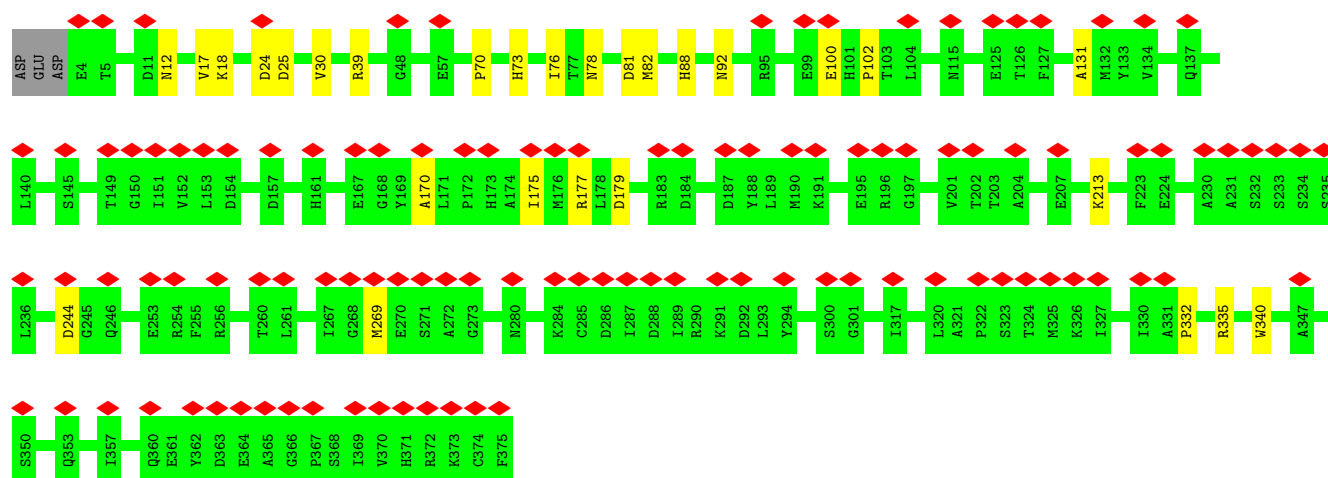 ASP GLU ASP E4 T5 D11 N12 V17 K18 D24 D25 V30 R39 G48 E57 P70 H73 I76 T77 N78 D81 M82 H88 N92 R95 E99 E100 H101 P102 T103 L104 N115 E125 T126 F127 A131 M132 Y133 V134 Q137
L140 S145 T149 G150 I151 V152 L153 D154 D157 H161 E167 G168 Y169 A170 L171 P172 H173 A174 I175 M176 R177 L178 D179 R183 D184 D187 Y188 L189 M190 K191 E195 R196 G197 V201 T202 T203 A204 E207 K213 F223 E224 A230 A231 S232 S233 S234 S235
L236 D244 G245 Q246 E253 R254 F255 R256 T260 L261 I267 G268 M269 E270 S271 A272 G273 N280 K284 C285 D286 I287 D288 I289 R290 K291 D292 L293 Y294 S300 G301 I317 L320 A321 P322 S323 T324 M325 K326 I327 I330 A331 P332 R335 W340 A347
S350 Q353 I357 Q360 E361 Y362 D363 E364 A365 G366 P367 S368 I369 V370 H371 R372 K373 C374 F375